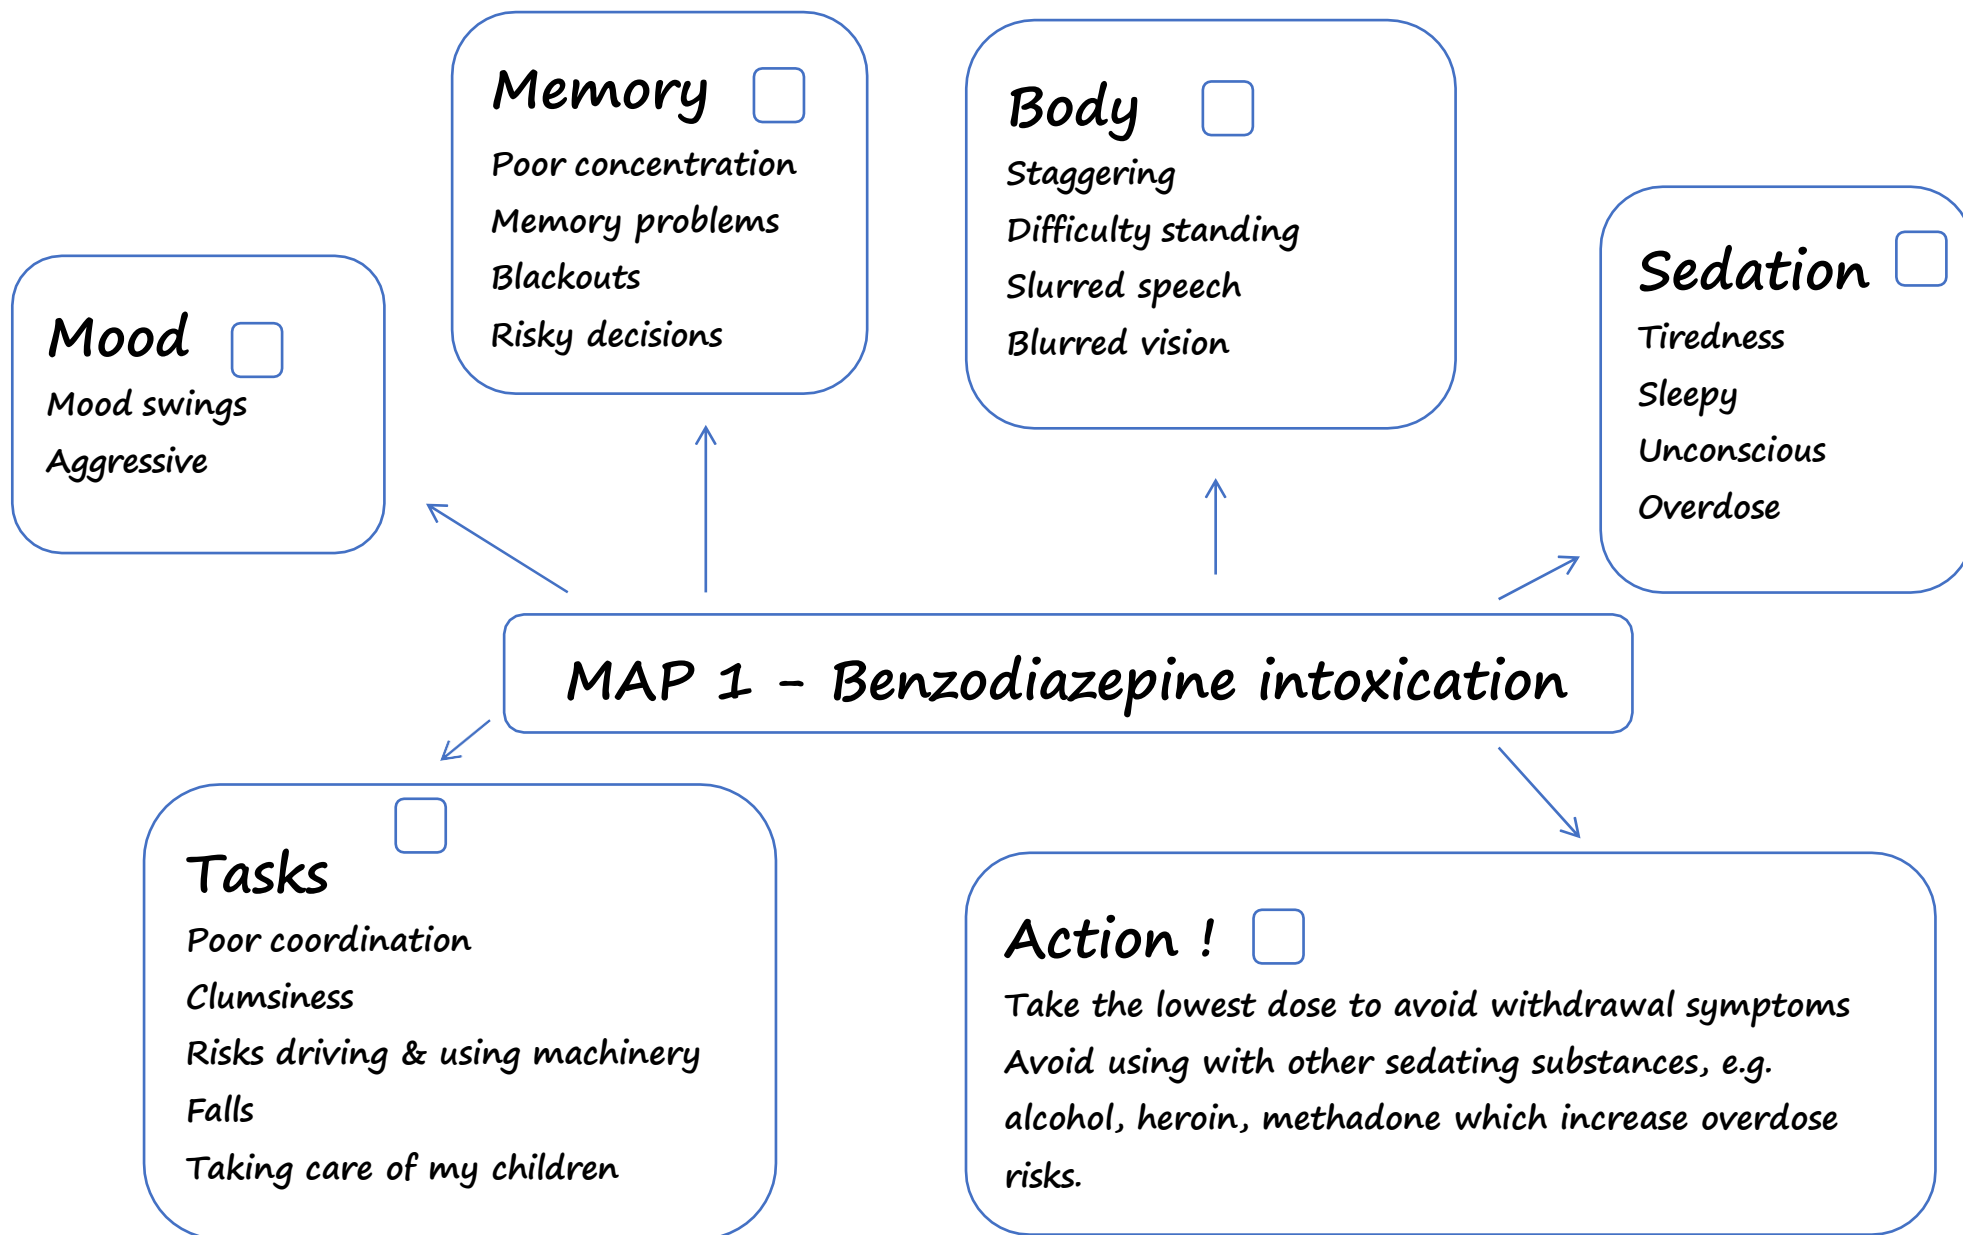 Memory
Poor concentration
Memory problems
Blackouts
Risky decisions
Body
Staggering
Difficulty standing
Slurred speech
Blurred vision
Sedation
Tiredness
Sleepy
Unconscious
Overdose
Mood
Mood swings
Aggressive
MAP 1 - Benzodiazepine intoxication
Tasks
Poor coordination
Clumsiness
Risks driving & using machinery
Falls
Taking care of my children
Action !
Take the lowest dose to avoid withdrawal symptoms
Avoid using with other sedating substances, e.g.
alcohol, heroin, methadone which increase overdose
risks.